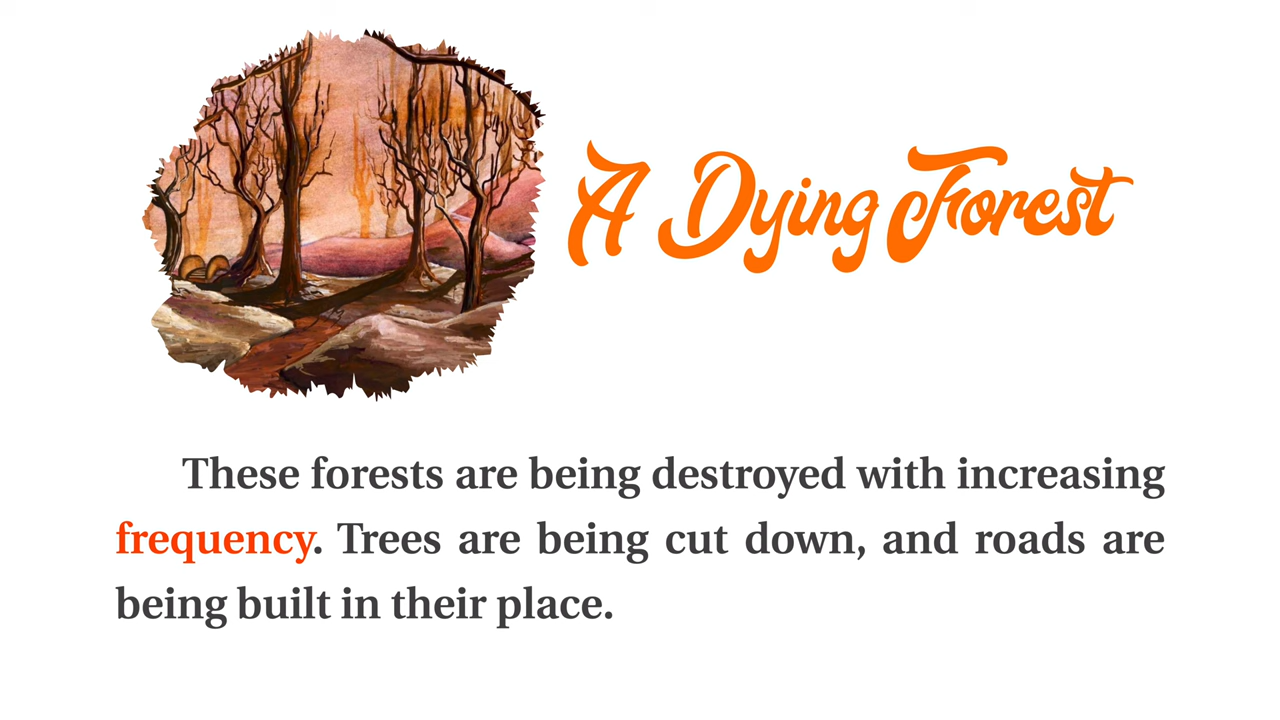 A Dying Forest
These forests are being destroyed with increasing
frequency. Trees are being cut down, and roads are
being built in their place.